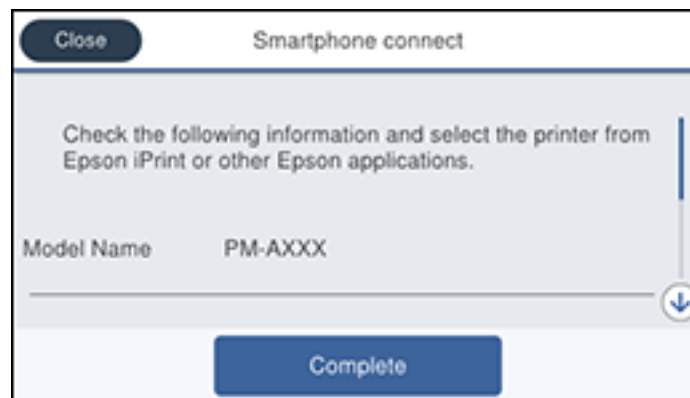 Close
Smartphone connect
Check the following information and select the printer from
Epson iPrint or other Epson applications.
Model Name PM-AXXX
Complete